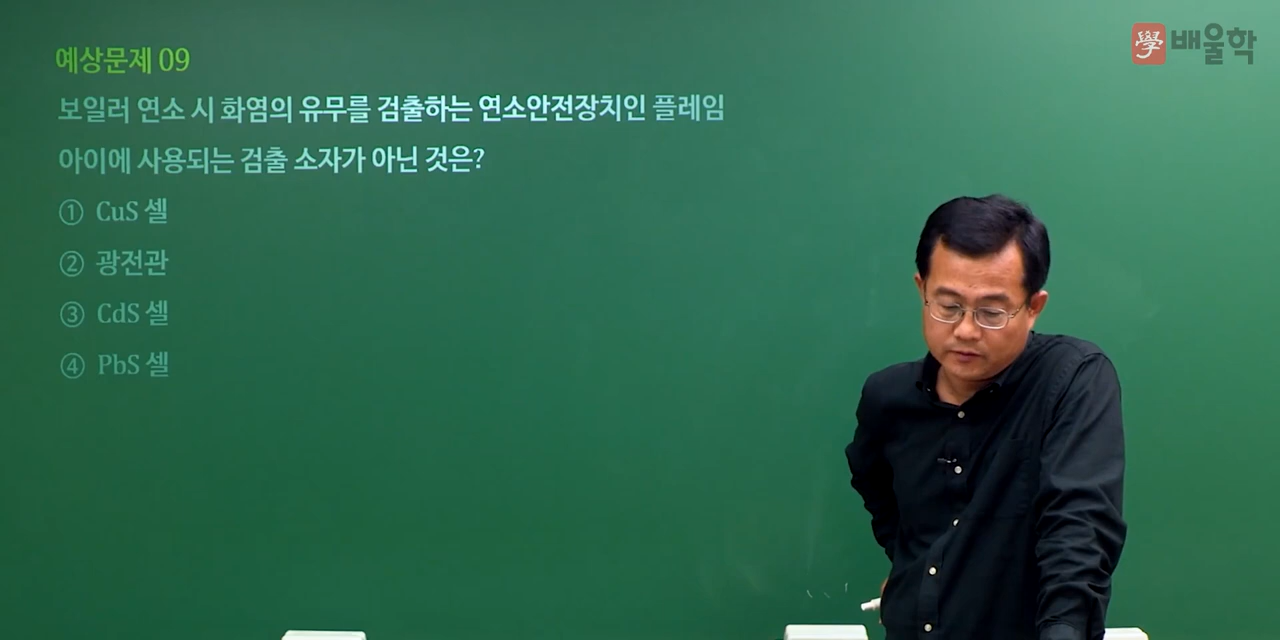 예상문제 09
學 배울학
보일러 연소 시 화염의 유무를 검출하는 연소안전장치인 플레임
아이에 사용되는 검출 소자가 아닌 것은?
① CuS 셀
② 광전관
③ CdS 셀
④ PbS 셀